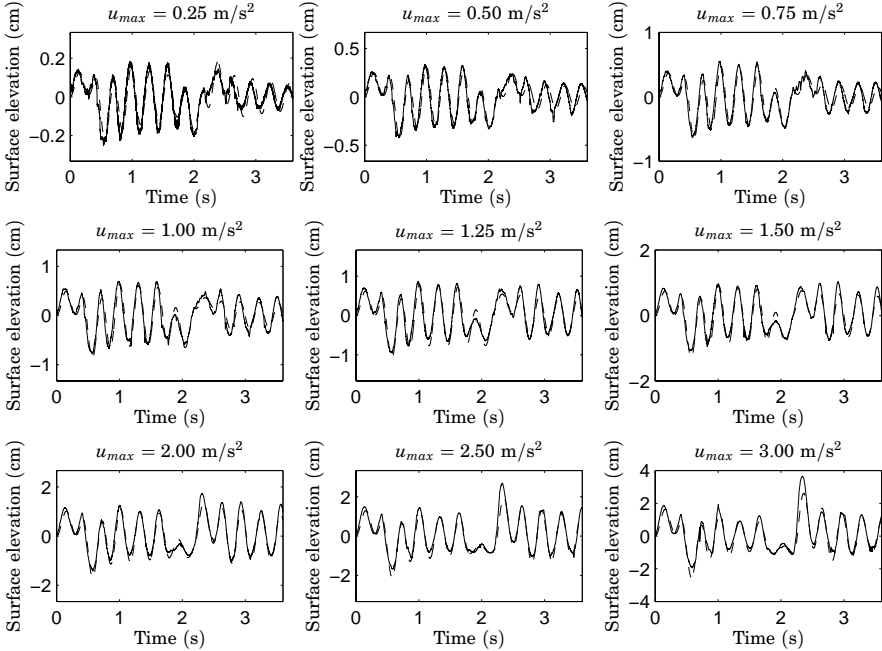 u_max = 0.25 m/s²
u_max = 0.50 m/s²
u_max = 0.75 m/s²
Surface elevation (cm)
0.2
0
−0.2
0 1 2 3
Time (s)
Surface elevation (cm)
0.5
0
−0.5
0 1 2 3
Time (s)
Surface elevation (cm)
1
0
−1
0 1 2 3
Time (s)
u_max = 1.00 m/s²
u_max = 1.25 m/s²
u_max = 1.50 m/s²
Surface elevation (cm)
1
0
−1
0 1 2 3
Time (s)
Surface elevation (cm)
1
0
−1
0 1 2 3
Time (s)
Surface elevation (cm)
2
0
−2
0 1 2 3
Time (s)
u_max = 2.00 m/s²
u_max = 2.50 m/s²
u_max = 3.00 m/s²
Surface elevation (cm)
2
0
−2
0 1 2 3
Time (s)
Surface elevation (cm)
2
0
−2
0 1 2 3
Time (s)
Surface elevation (cm)
4
2
0
−2
−4
0 1 2 3
Time (s)